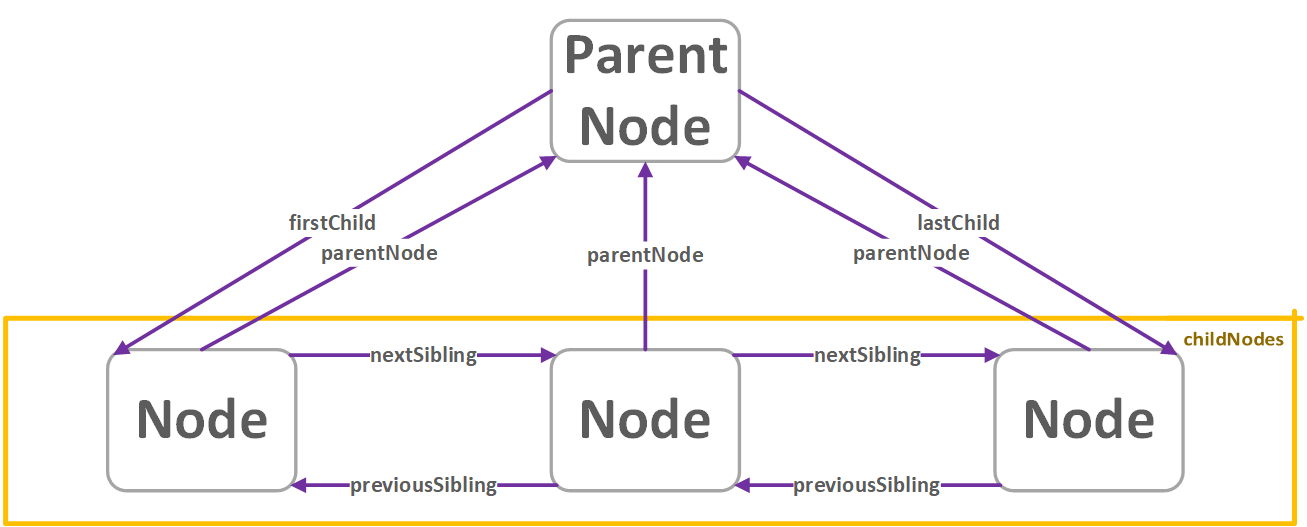 Parent
Node
firstChild
lastChild
parentNode
parentNode
parentNode
childNodes
nextSibling
nextSibling
Node
Node
Node
previousSibling
previousSibling